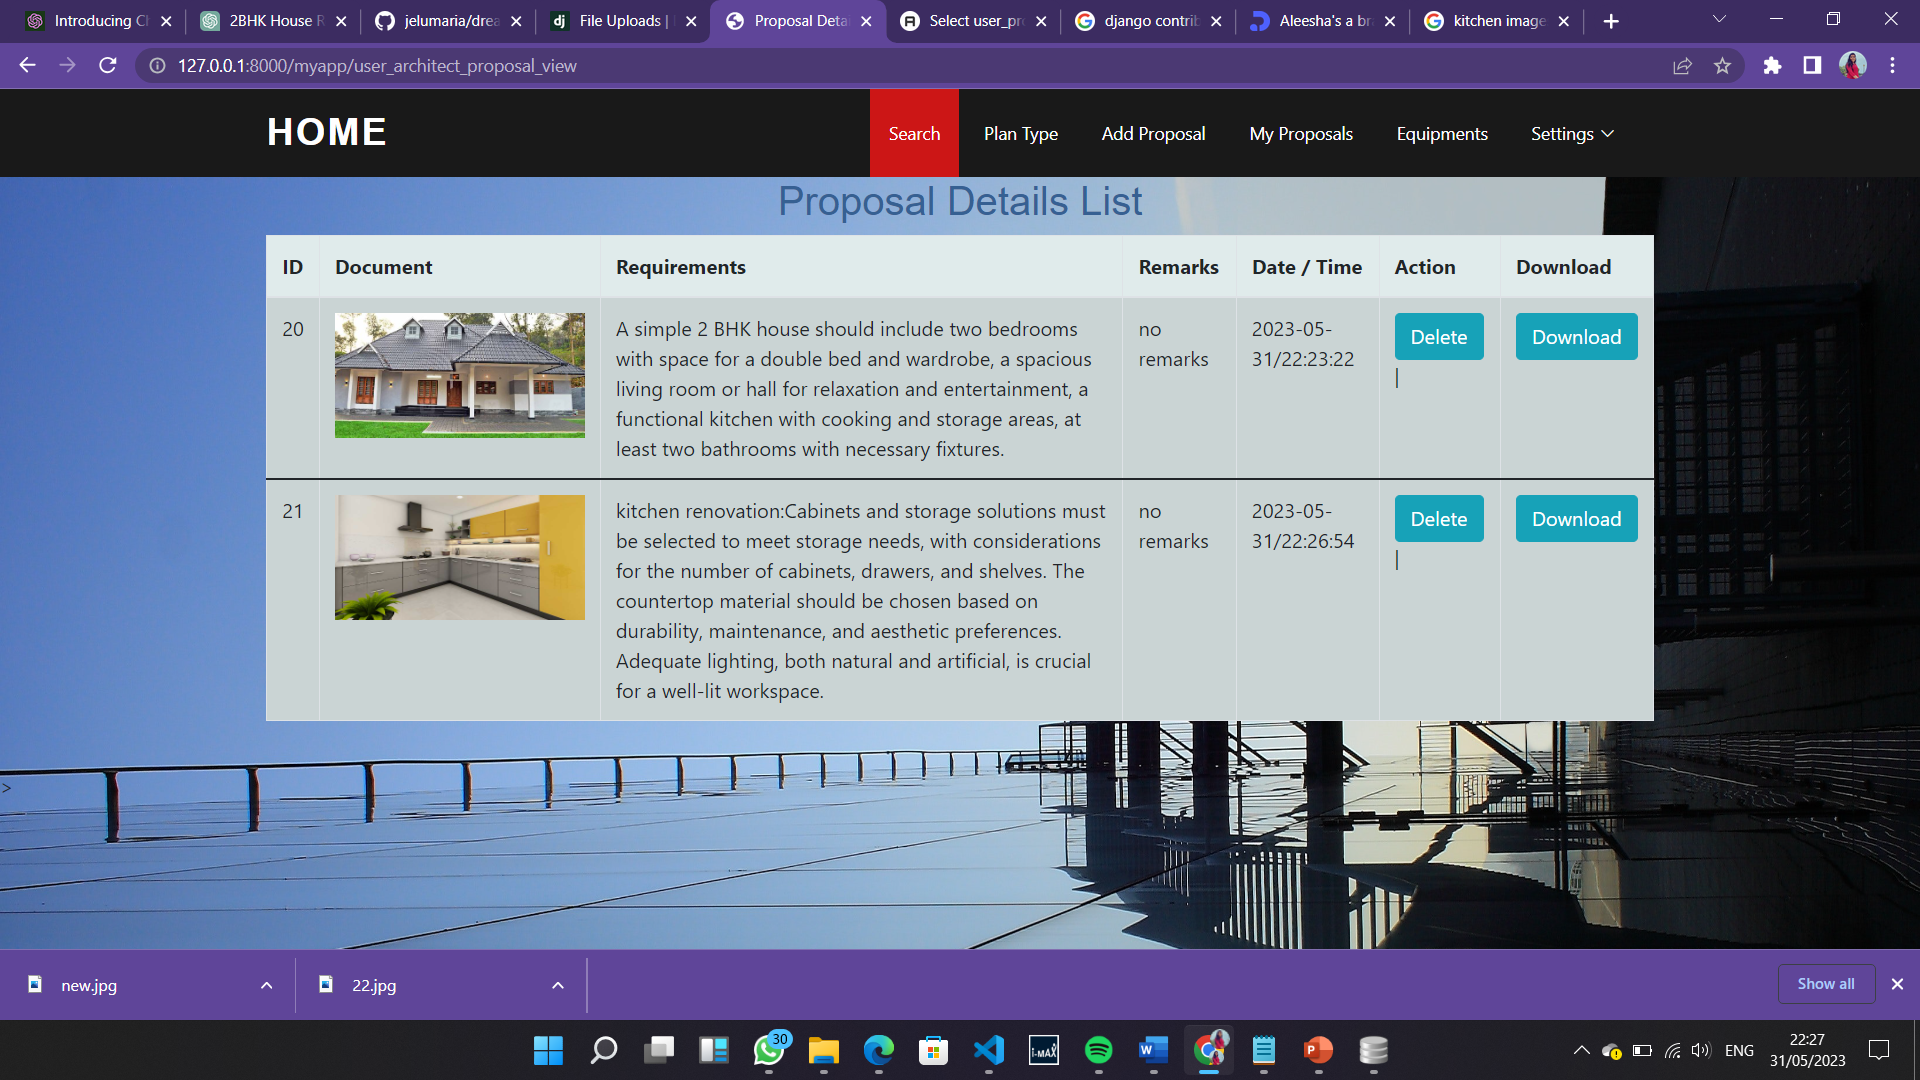 Introducing Ch
2BHK House R
jelumaria/drea
dj File Uploads |
Proposal Detai
Select user_pro
django contrib
Aleesha's a bra
kitchen image
127.0.0.1:8000/myapp/user_architect_proposal_view
HOME
Search
Plan Type
Add Proposal
My Proposals
Equipments
Settings
Proposal Details List
ID Document Requirements Remarks Date / Time Action Download
20
A simple 2 BHK house should include two bedrooms
with space for a double bed and wardrobe, a spacious
living room or hall for relaxation and entertainment, a
functional kitchen with cooking and storage areas, at
least two bathrooms with necessary fixtures.
no
remarks
2023-05-
31/22:23:22
Delete
|
Download
21
kitchen renovation:Cabinets and storage solutions must
be selected to meet storage needs, with considerations
for the number of cabinets, drawers, and shelves. The
countertop material should be chosen based on
durability, maintenance, and aesthetic preferences.
Adequate lighting, both natural and artificial, is crucial
for a well-lit workspace.
no
remarks
2023-05-
31/22:26:54
Delete
|
Download
>
new.jpg
22.jpg
Show all
30
i-MAX
ENG
22:27
31/05/2023